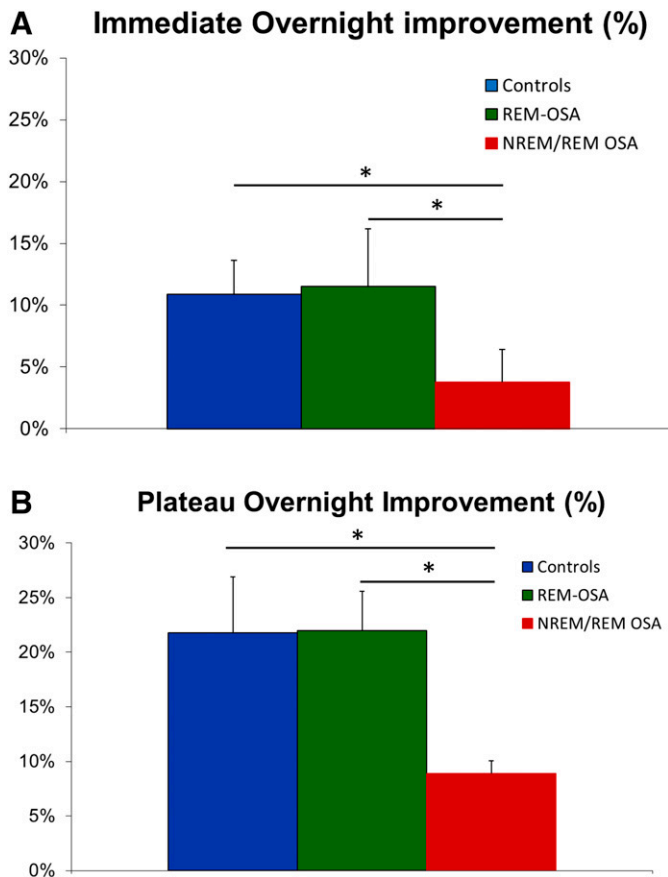 A Immediate Overnight improvement (%)
30%
25%
20%
15%
10%
5%
0%
Controls
REM-OSA
NREM/REM OSA
*
*
B Plateau Overnight Improvement (%)
30%
25%
20%
15%
10%
5%
0%
Controls
REM-OSA
NREM/REM OSA
*
*